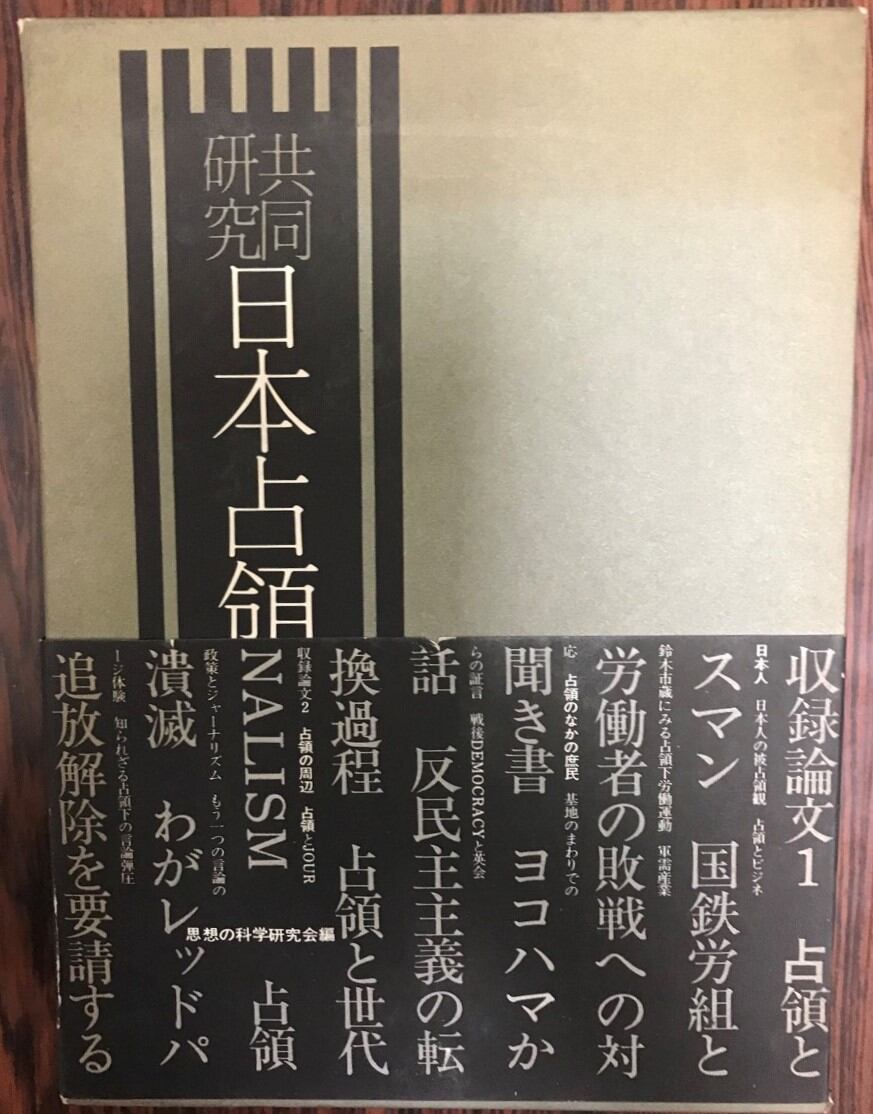 共同
研究
日本占領
収録論文1 占領と
日本人 日本人の被占領観 占領とビジネ
スマン 国鉄労組と
鈴木市蔵にみる占領下労働運動 軍需産業
労働者の敗戦への対
応 占領のなかの庶民 基地のまわりでの
聞き書 ヨコハマか
らの証言 戦後DEMOCRACYと英会
話 反民主主義の転
換過程 占領と世代
収録論文2 占領の周辺 占領とJOUR
NALISM 占領
政策とジャーナリズム もう一つの言論の
潰滅 わがレッドパ
ージ体験 知られざる占領下の言論弾圧
追放解除を要請する
思想の科学研究会編